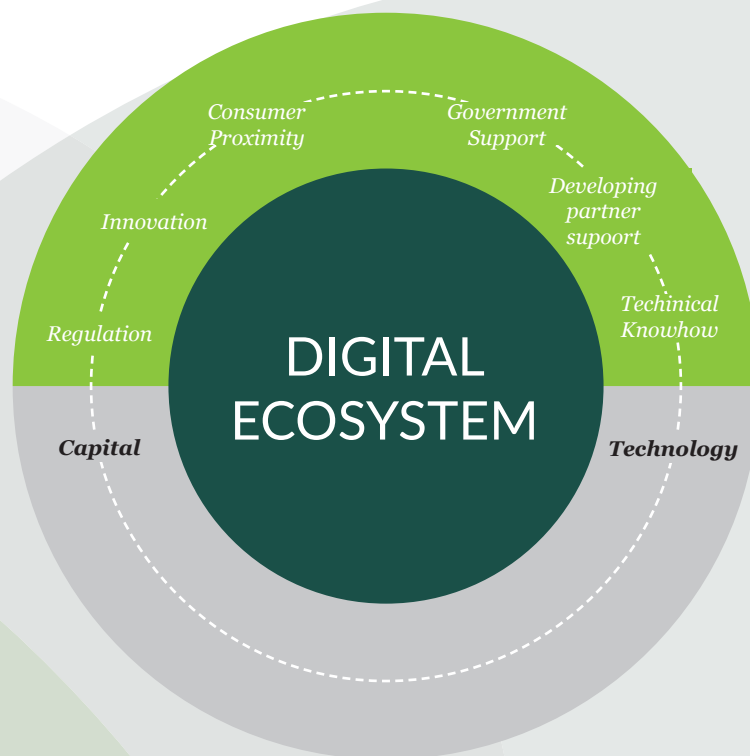 Consumer
Proximity
Government
Support
Developing
partner
supoort
Innovation
Techinical
Knowhow
Regulation
DIGITAL
ECOSYSTEM
Capital
Technology